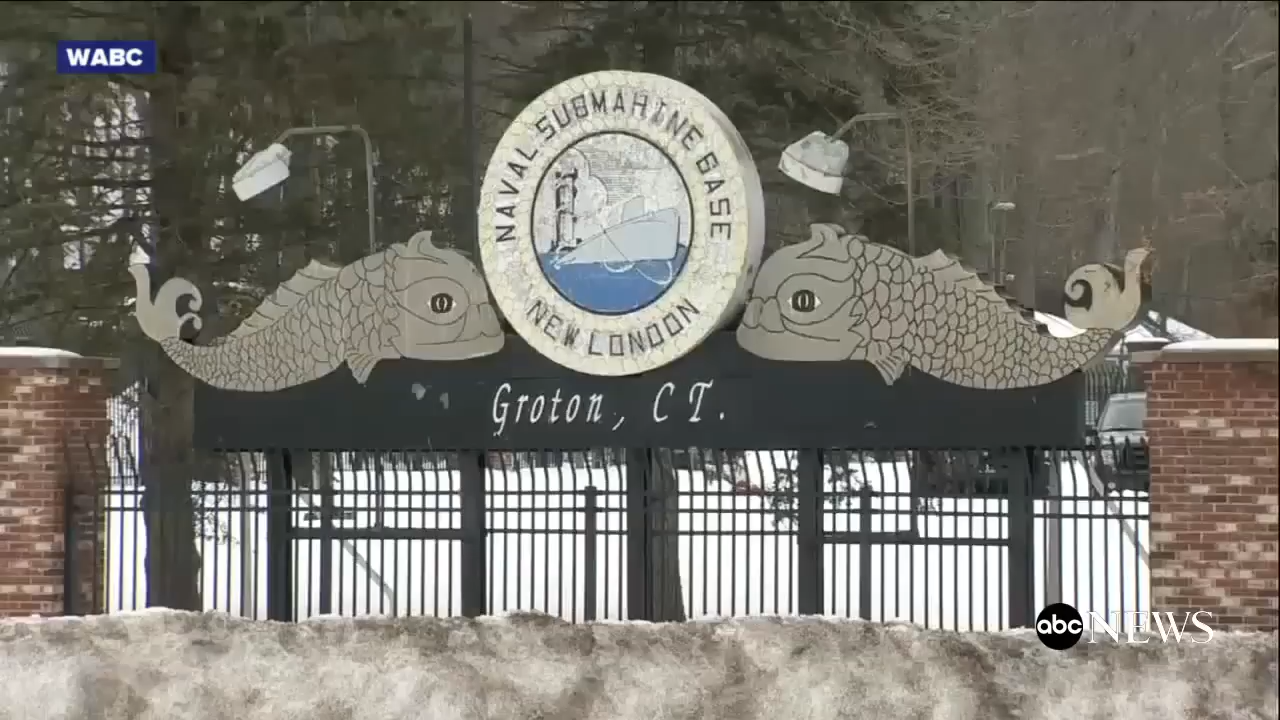 WABC
NAVAL SUBMARINE BASE
NEW LONDON
Groton, CT.
abc NEWS